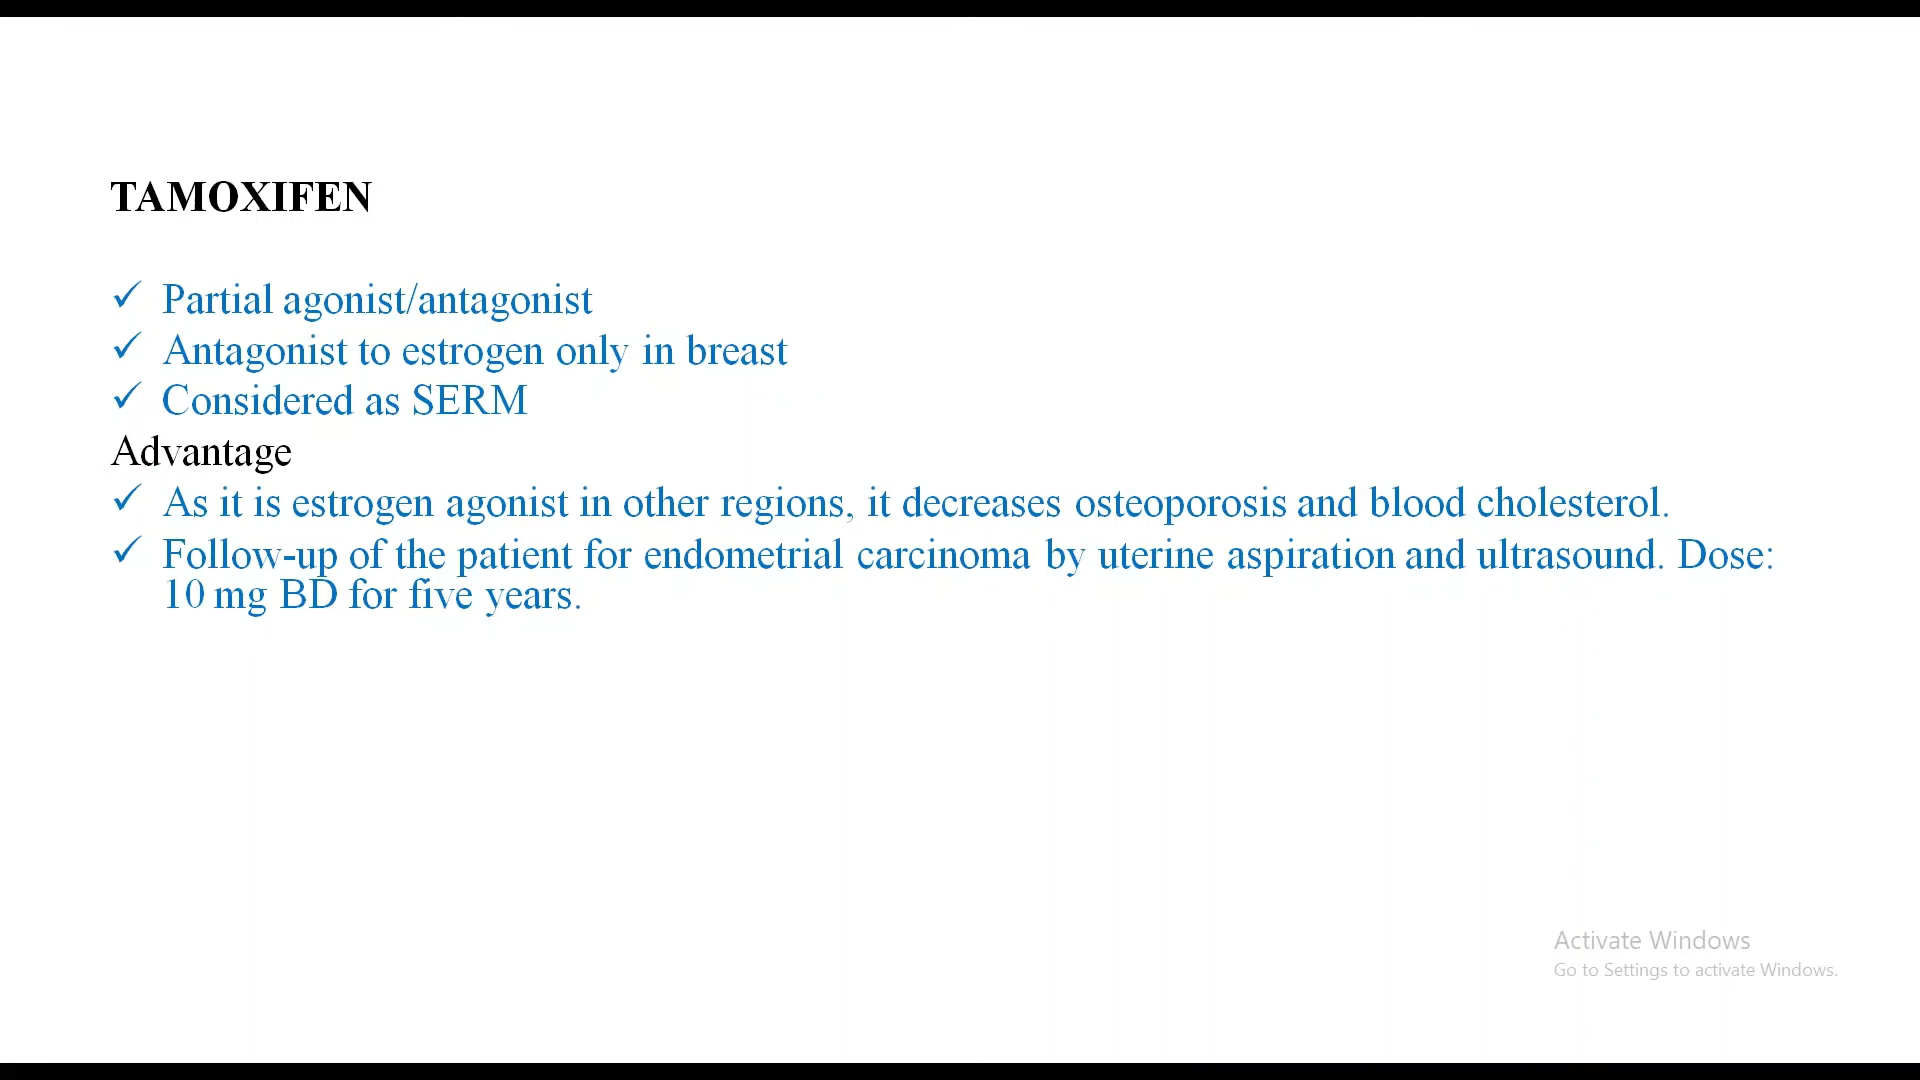 TAMOXIFEN
✓ Partial agonist/antagonist
✓ Antagonist to estrogen only in breast
✓ Considered as SERM
Advantage
✓ As it is estrogen agonist in other regions, it decreases osteoporosis and blood cholesterol.
✓ Follow-up of the patient for endometrial carcinoma by uterine aspiration and ultrasound. Dose:
10 mg BD for five years.
Activate Windows
Go to Settings to activate Windows.